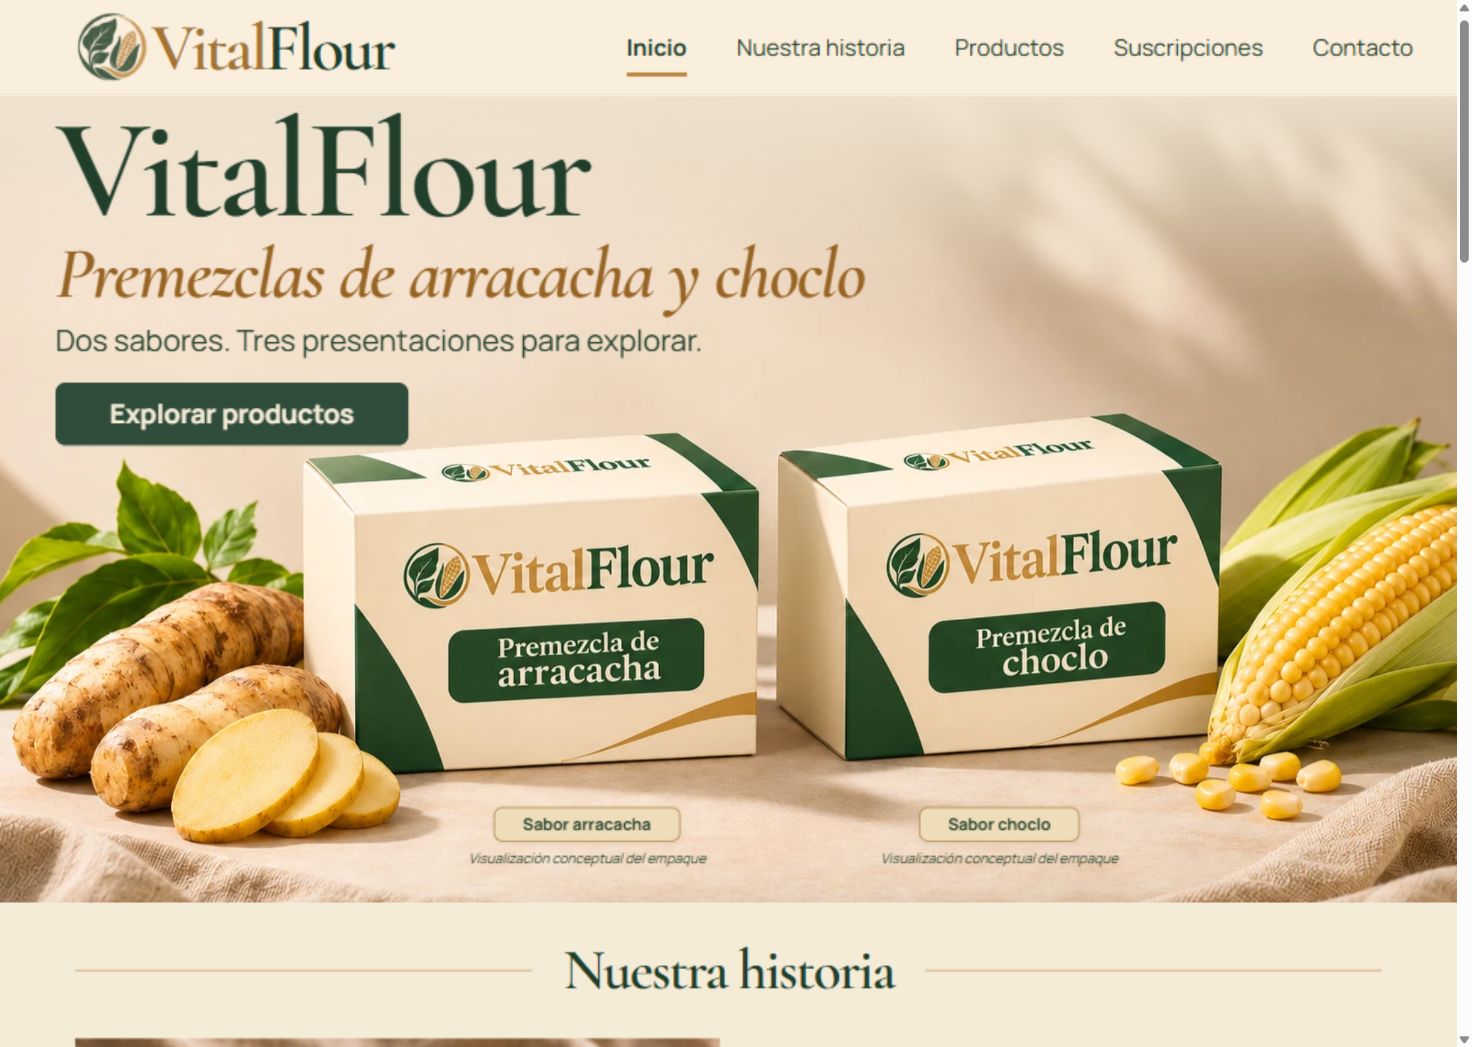 VitalFlour
Inicio
Nuestra historia
Productos
Suscripciones
Contacto
VitalFlour
Premezclas de arracacha y choclo
Dos sabores. Tres presentaciones para explorar.
Explorar productos
VitalFlour
VitalFlour
Premezcla de
arracacha
VitalFlour
VitalFlour
Premezcla de
choclo
Sabor arracacha
Visualización conceptual del empaque
Sabor choclo
Visualización conceptual del empaque
Nuestra historia